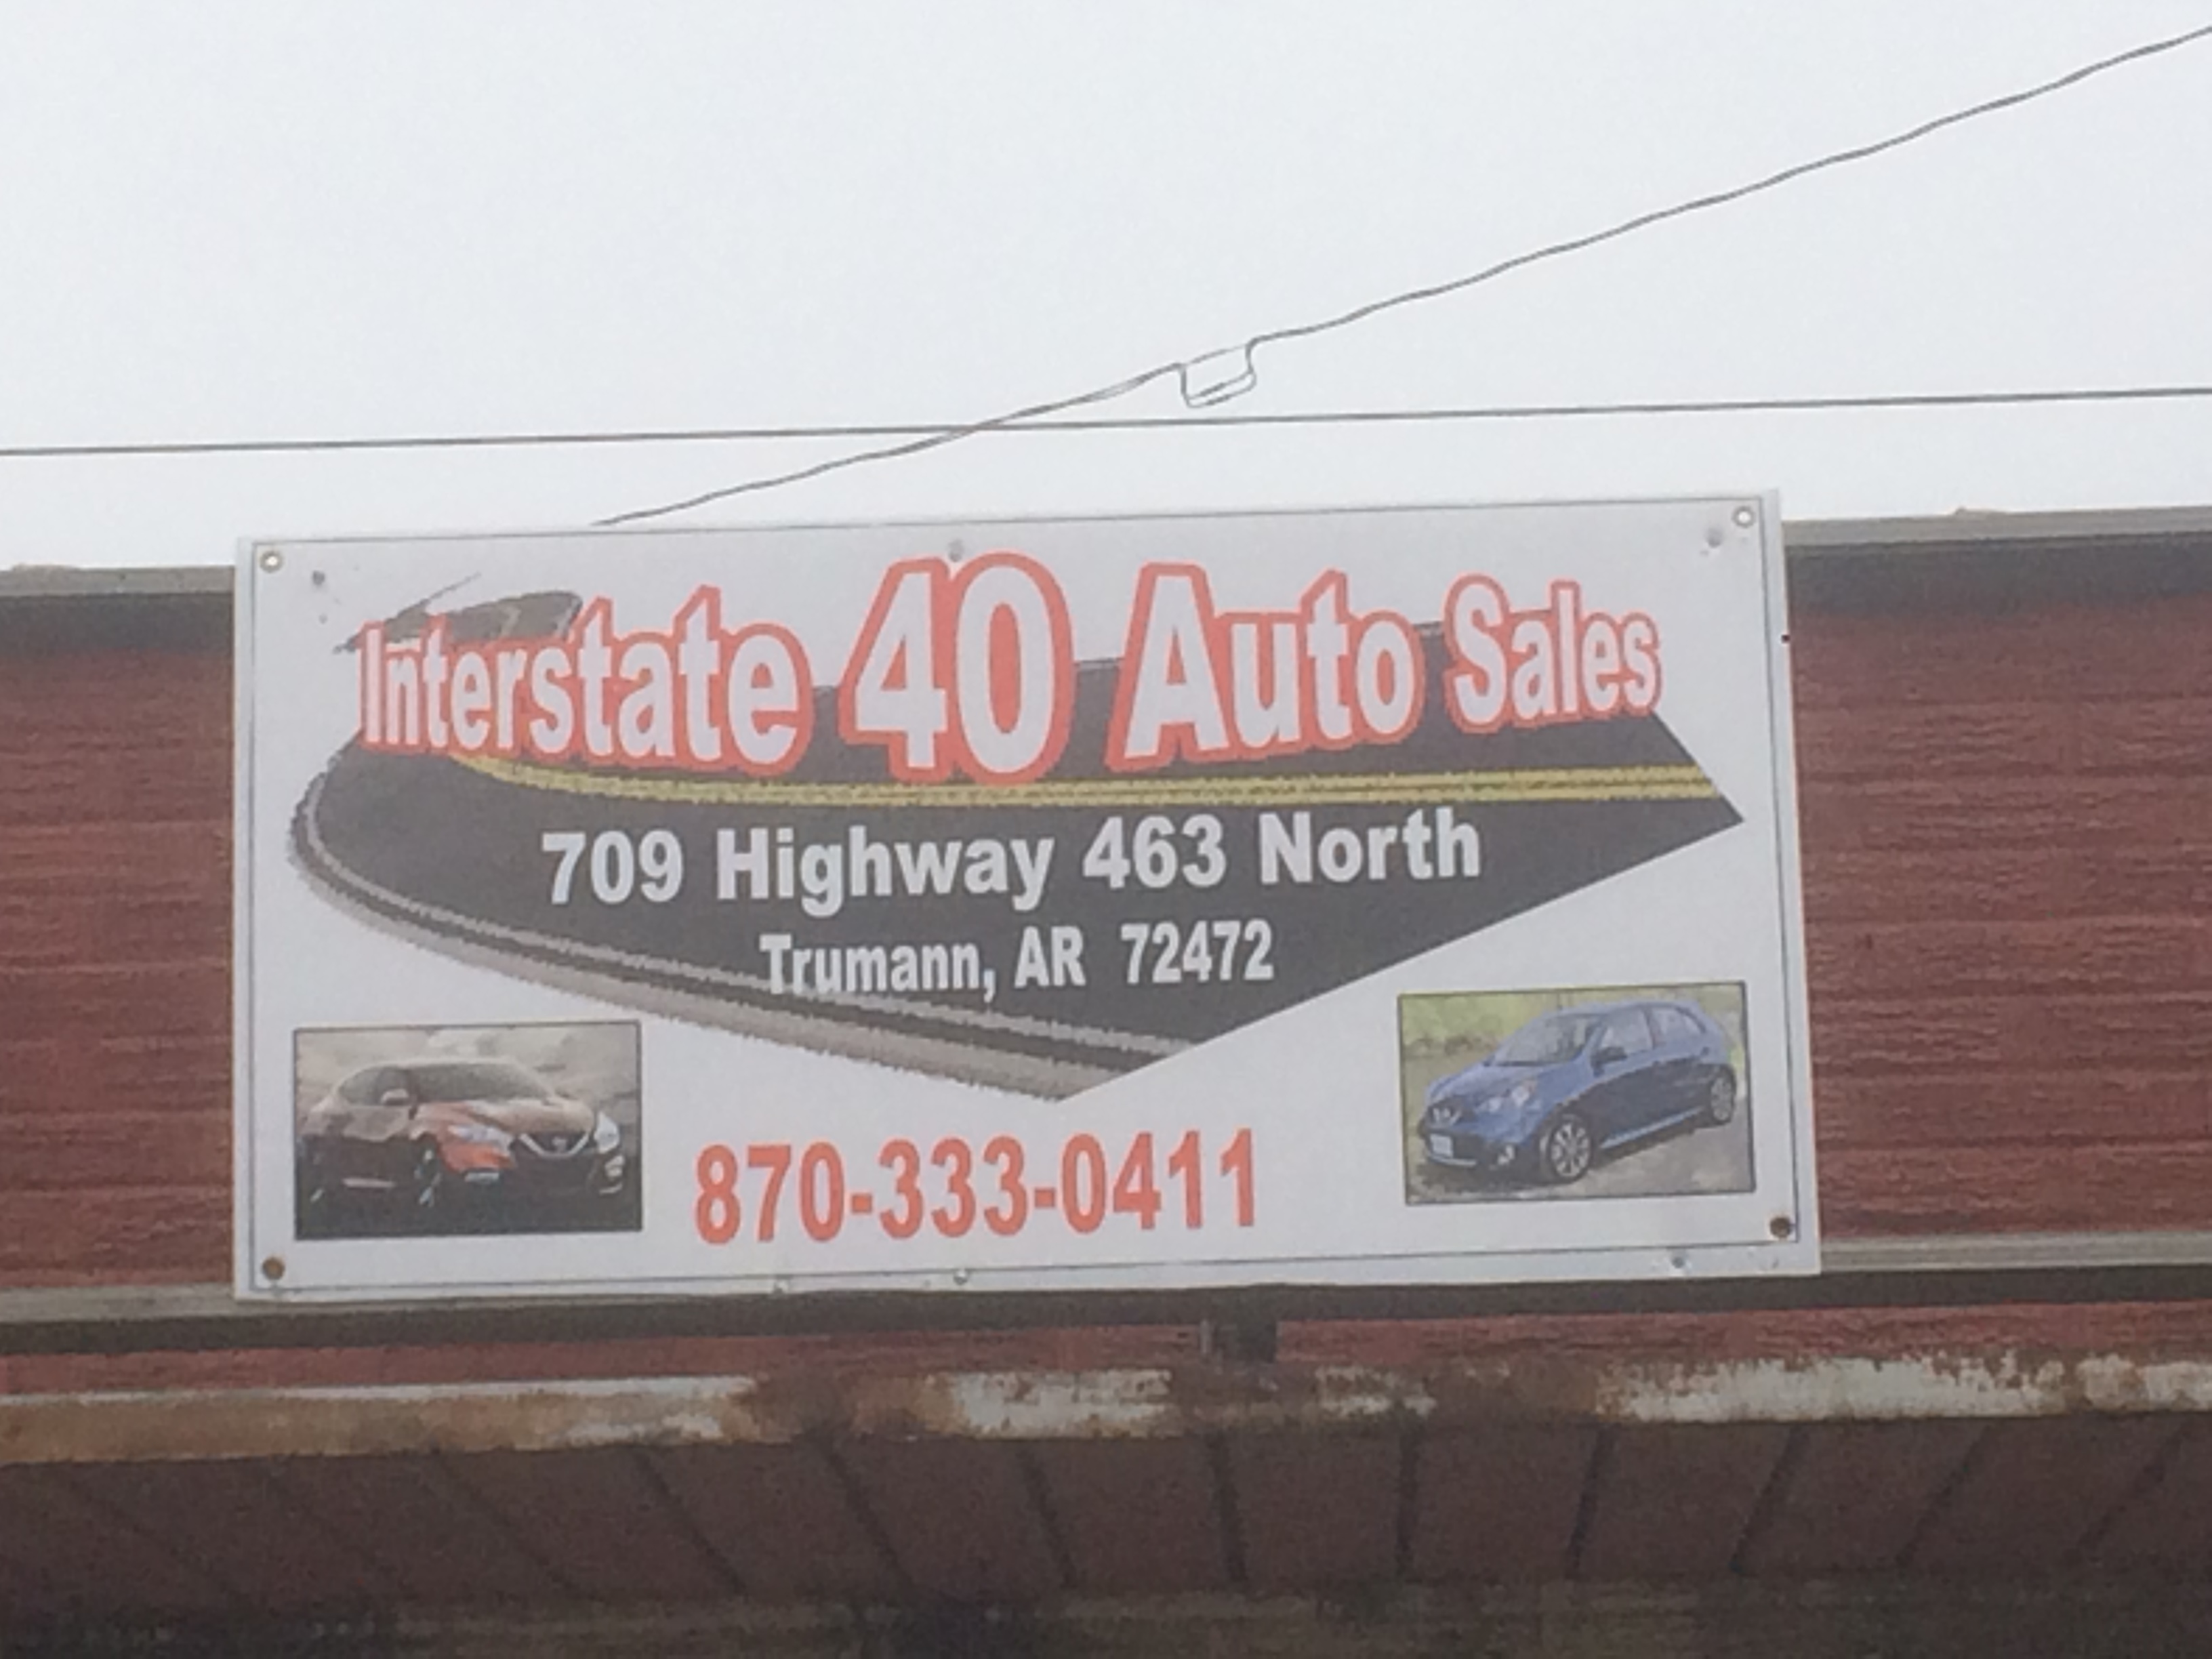 Interstate 40 Auto Sales
709 Highway 463 North
Trumann, AR 72472
870-333-0411